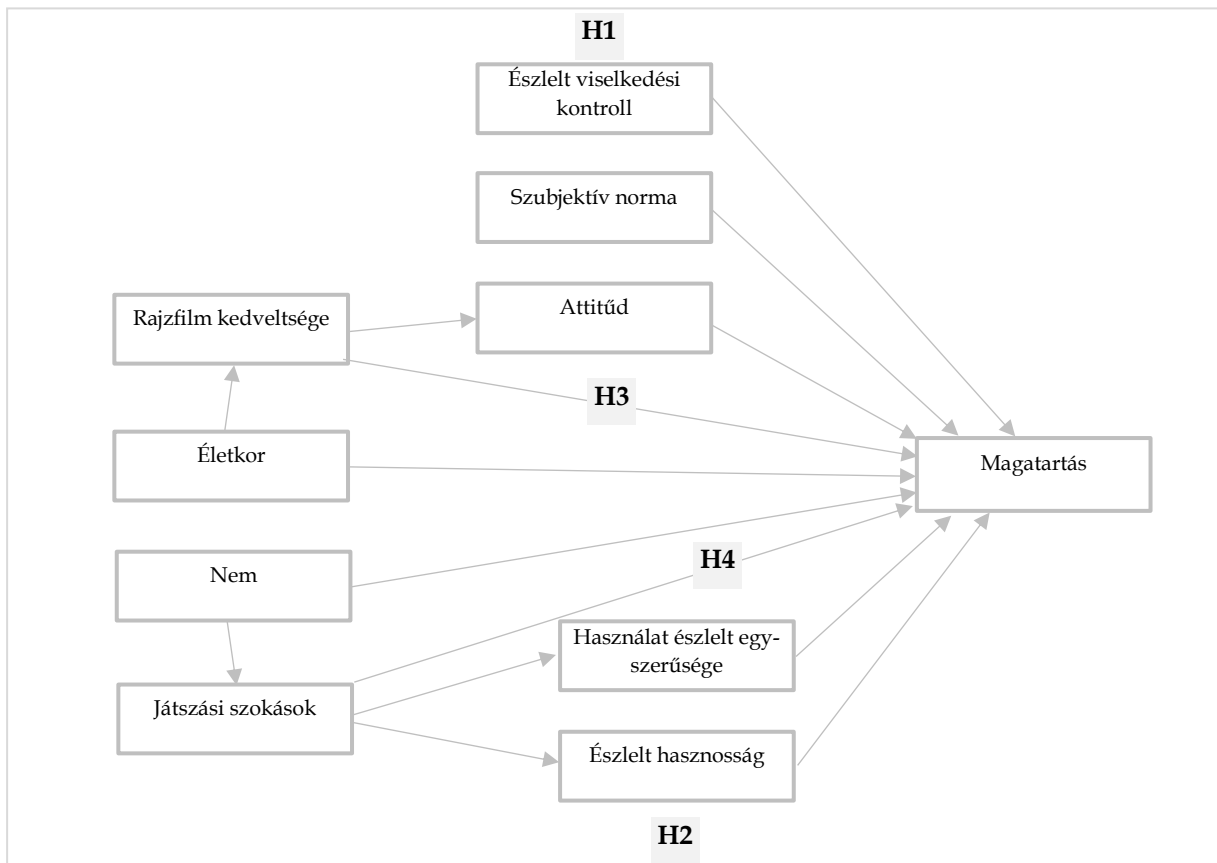 H1
Észlelt viselkedési
kontroll
Szubjektív norma
Attitűd
Rajzfilm kedveltsége
H3
Életkor
Magatartás
Nem
H4
Használat észlelt egy-
szerűsége
Játszási szokások
Észlelt hasznosság
H2